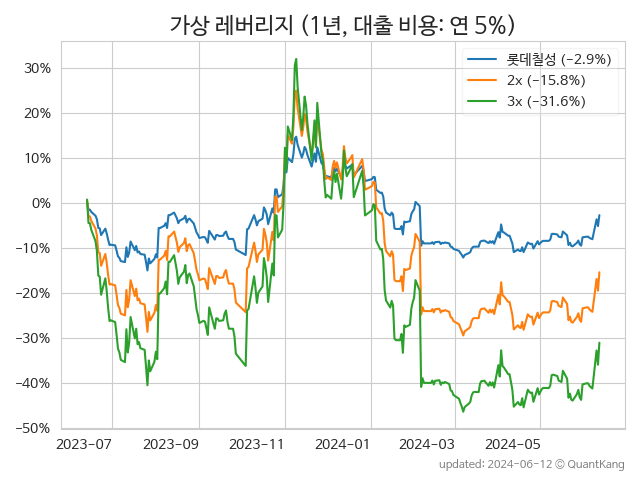 가상 레버리지 (1년, 대출 비용: 연 5%)
롯데칠성 (−2.9%)
2x (−15.8%)
3x (−31.6%)
30%
20%
10%
0%
−10%
−20%
−30%
−40%
−50%
2023-07 2023-09 2023-11 2024-01 2024-03 2024-05
updated: 2024-06-12 © QuantKang